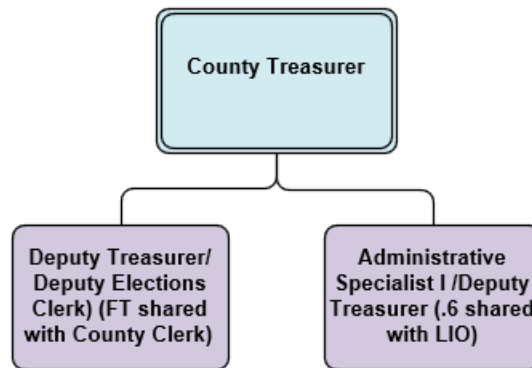 County Treasurer
Deputy Treasurer/
Deputy Elections
Clerk) (FT shared
with County Clerk)
Administrative
Specialist I /Deputy
Treasurer (.6 shared
with LIO)